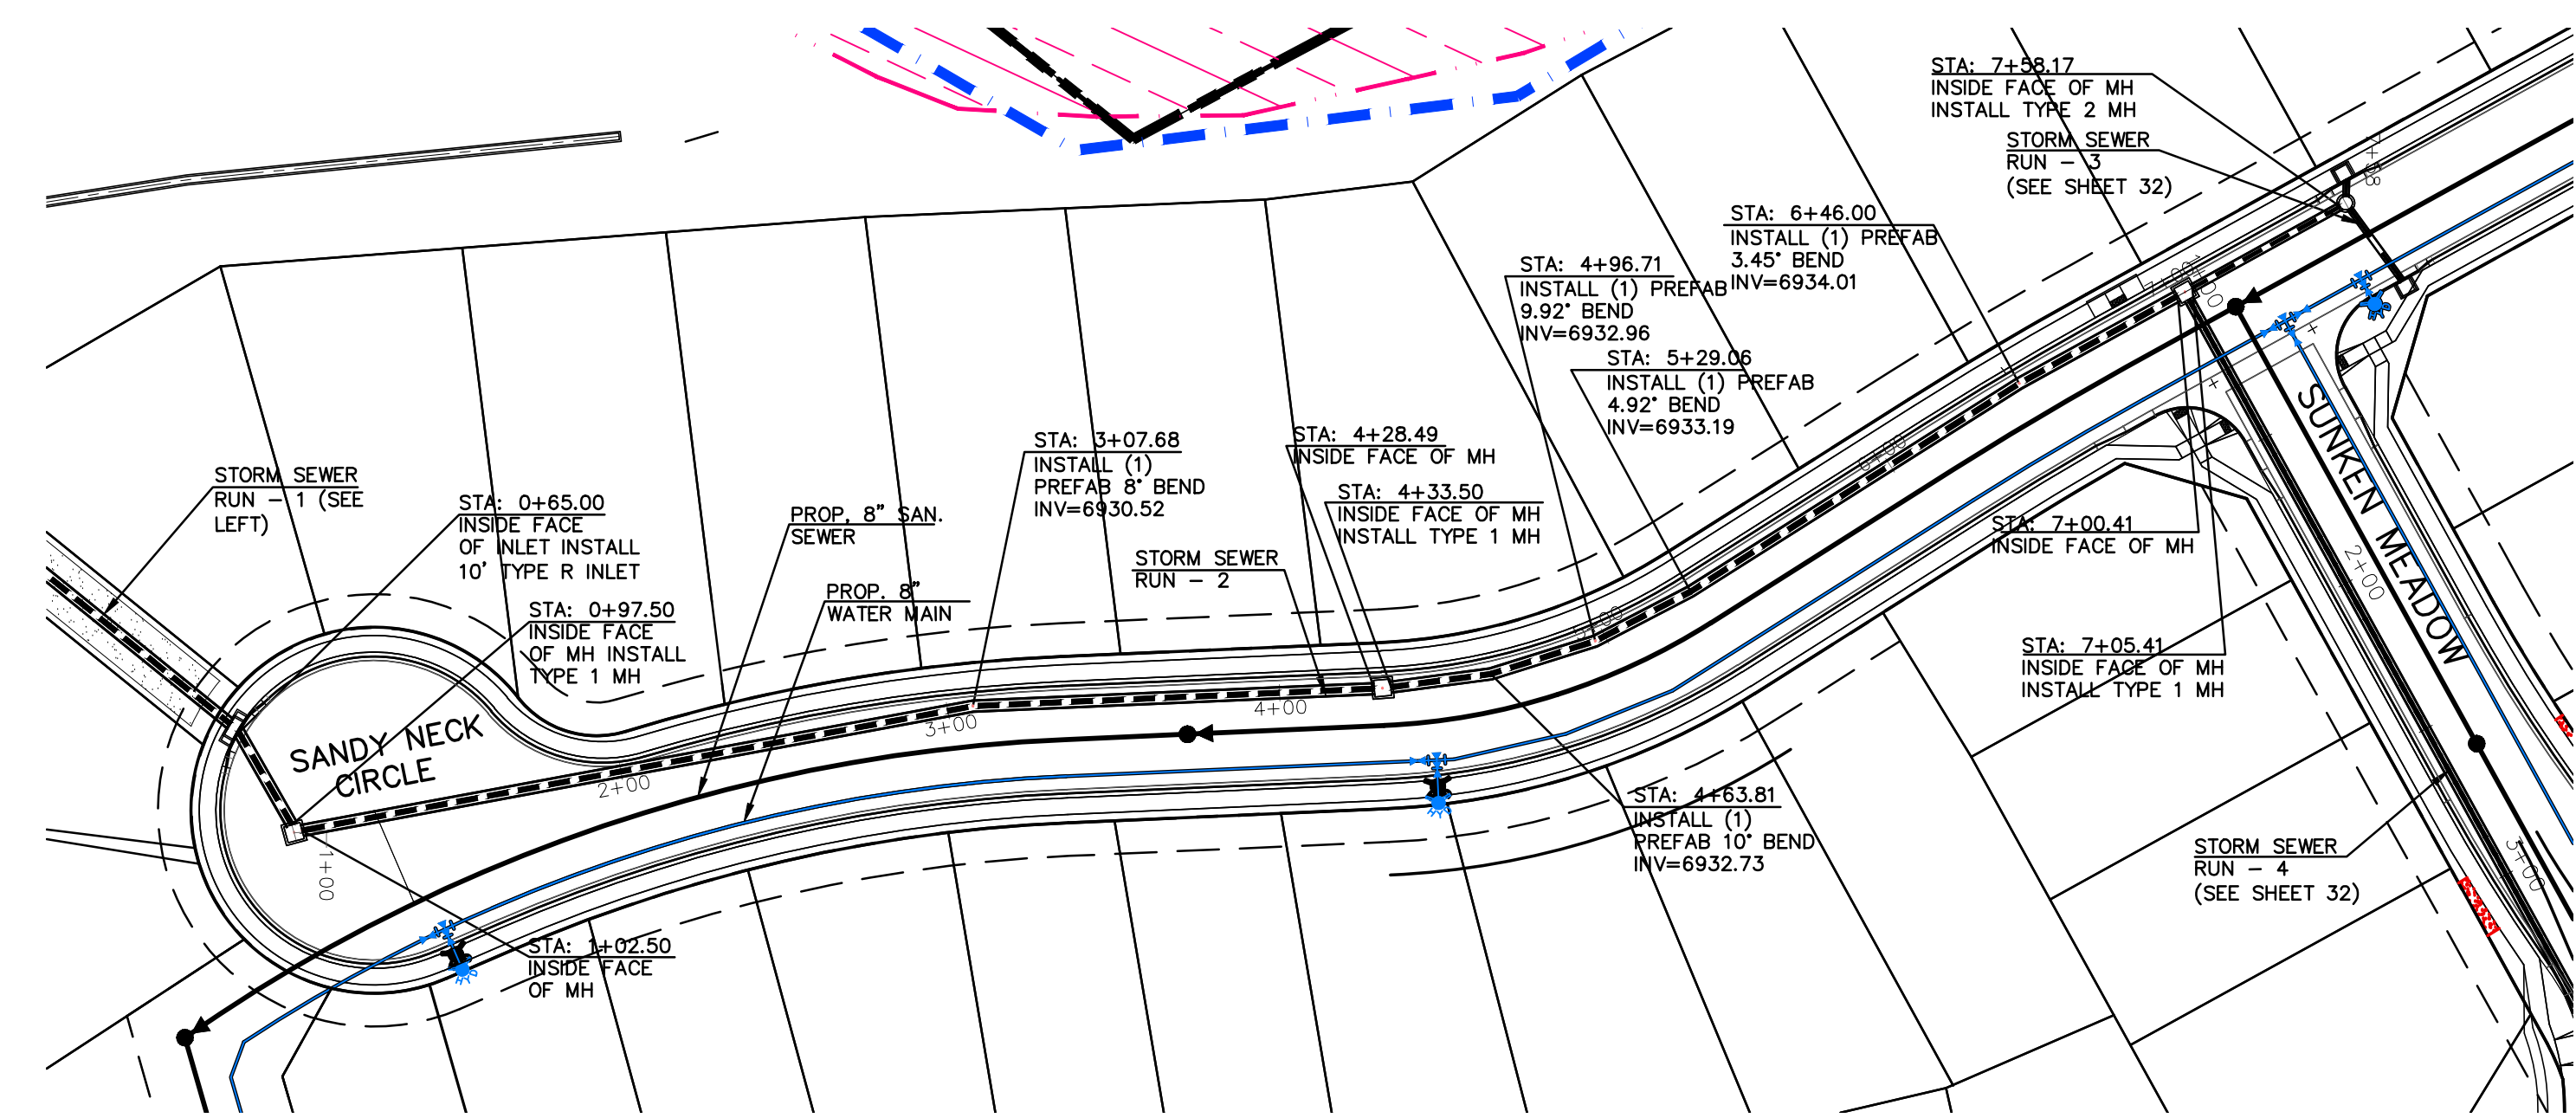 STA: 7+58.17
INSIDE FACE OF MH
INSTALL TYPE 2 MH
STORM SEWER
RUN - 3
(SEE SHEET 32)
7+58
STA: 6+46.00
INSTALL (1) PREFAB
3.45° BEND
INV=6934.01
STA: 4+96.71
INSTALL (1) PREFAB
9.92° BEND
INV=6932.96
STA: 5+29.06
INSTALL (1) PREFAB
4.92° BEND
INV=6933.19
STA: 3+07.68
INSTALL (1)
PREFAB 8° BEND
INV=6930.52
STA: 4+28.49
INSIDE FACE OF MH
STA: 4+33.50
INSIDE FACE OF MH
INSTALL TYPE 1 MH
STORM SEWER
RUN - 1 (SEE
LEFT)
STA: 0+65.00
INSIDE FACE
OF INLET INSTALL
10' TYPE R INLET
PROP. 8" SAN.
SEWER
STORM SEWER
RUN - 2
PROP. 8"
WATER MAIN
STA: 0+97.50
INSIDE FACE
OF MH INSTALL
TYPE 1 MH
STA: 7+00.41
INSIDE FACE OF MH
STA: 7+05.41
INSIDE FACE OF MH
INSTALL TYPE 1 MH
SUNKEN MEADOW
SANDY NECK
CIRCLE
1+00
2+00
3+00
4+00
5+00
6+00
2+00
3+00
STA: 4+63.81
INSTALL (1)
PREFAB 10° BEND
INV=6932.73
STORM SEWER
RUN - 4
(SEE SHEET 32)
STA: 1+02.50
INSIDE FACE
OF MH